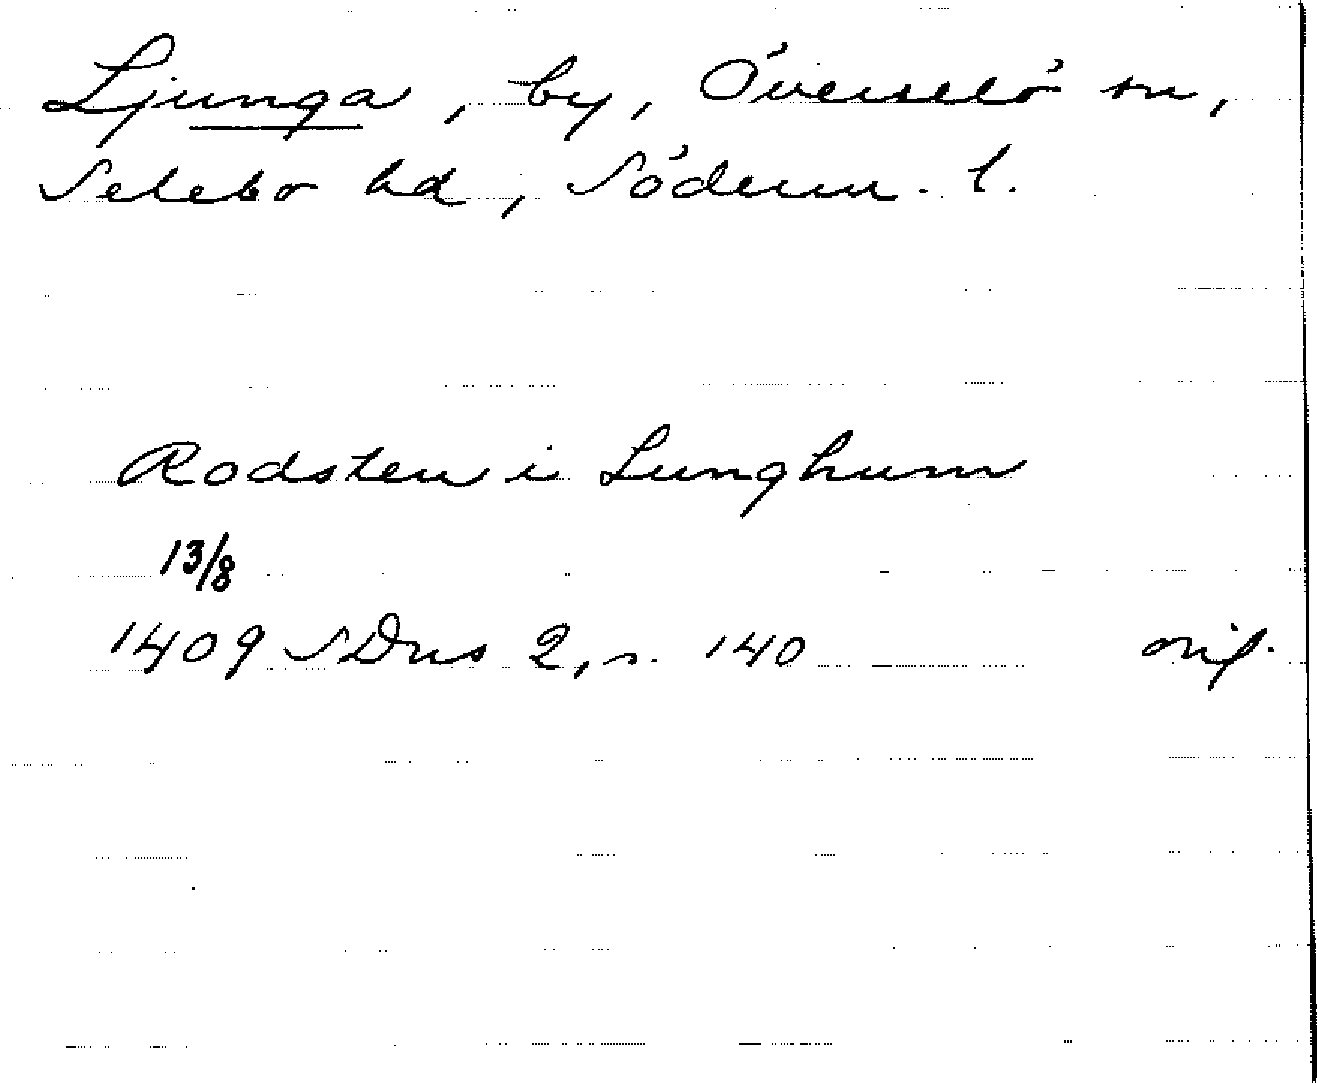 Ljunga, by, Överselö sn,
Selebo hd, Söderm. l.
Rodsten i Lunghum
13/8
1409 SDns 2, s. 140 orig.